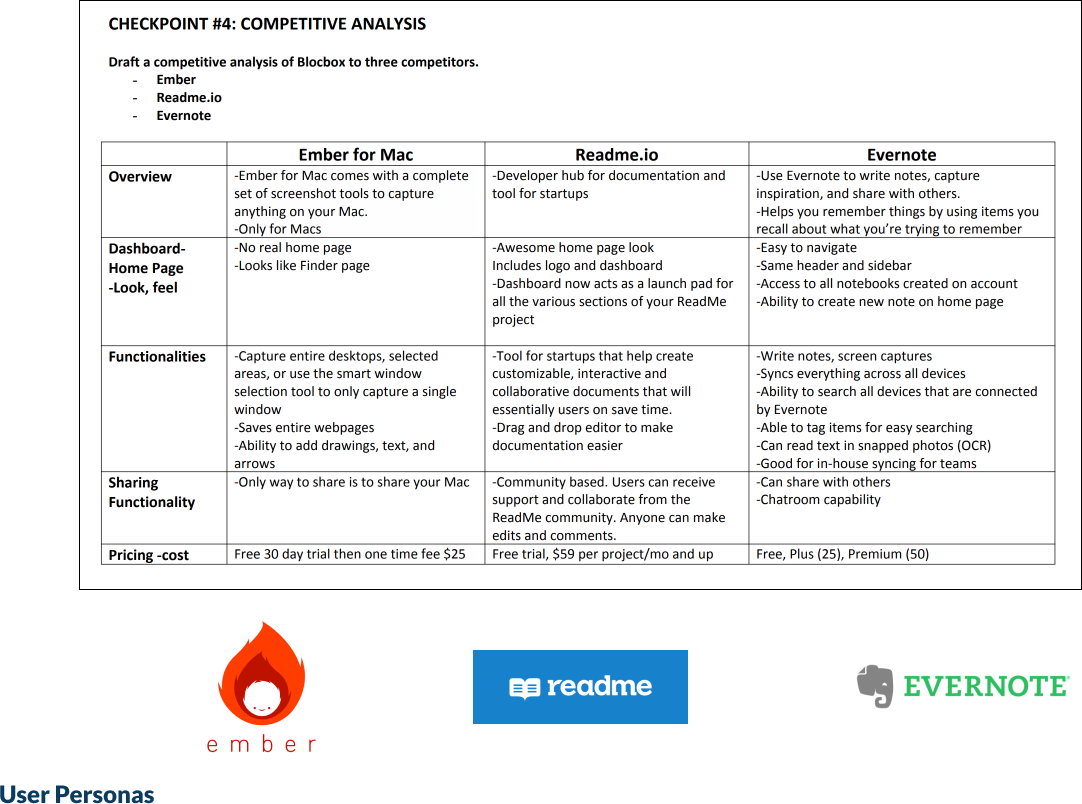 CHECKPOINT #4: COMPETITIVE ANALYSIS
Draft a competitive analysis of Blocbox to three competitors.
- Ember
- Readme.io
- Evernote
Ember for Mac
Readme.io
Evernote
Overview
-Ember for Mac comes with a complete
set of screenshot tools to capture
anything on your Mac.
-Only for Macs
-Developer hub for documentation and
tool for startups
-Use Evernote to write notes, capture
inspiration, and share with others.
-Helps you remember things by using items you
recall about what you’re trying to remember
Dashboard-
Home Page
-Look, feel
-No real home page
-Looks like Finder page
-Awesome home page look
Includes logo and dashboard
-Dashboard now acts as a launch pad for
all the various sections of your ReadMe
project
-Easy to navigate
-Same header and sidebar
-Access to all notebooks created on account
-Ability to create new note on home page
Functionalities
-Capture entire desktops, selected
areas, or use the smart window
selection tool to only capture a single
window
-Saves entire webpages
-Ability to add drawings, text, and
arrows
-Tool for startups that help create
customizable, interactive and
collaborative documents that will
essentially users on save time.
-Drag and drop editor to make
documentation easier
-Write notes, screen captures
-Syncs everything across all devices
-Ability to search all devices that are connected
by Evernote
-Able to tag items for easy searching
-Can read text in snapped photos (OCR)
-Good for in-house syncing for teams
Sharing
Functionality
-Only way to share is to share your Mac
-Community based. Users can receive
support and collaborate from the
ReadMe community. Anyone can make
edits and comments.
-Can share with others
-Chatroom capability
Pricing -cost
Free 30 day trial then one time fee $25
Free trial, $59 per project/mo and up
Free, Plus (25), Premium (50)
ember
readme
EVERNOTE
User Personas